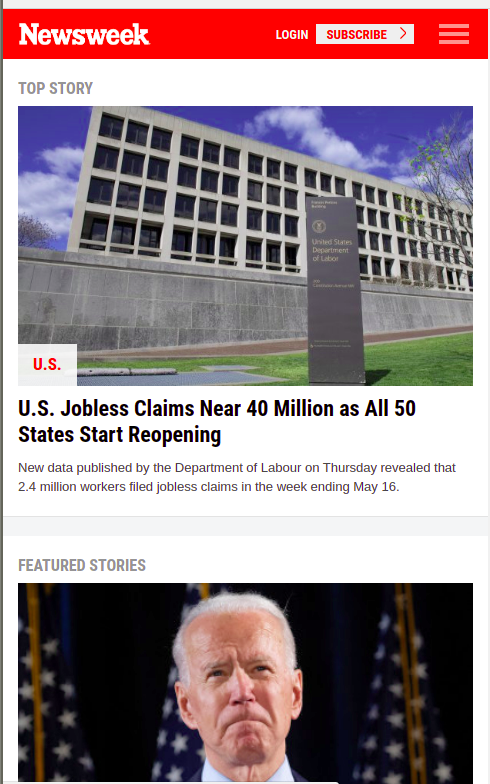 Newsweek
LOGIN
SUBSCRIBE
TOP STORY
United States
Department
of Labor
U.S.
U.S. Jobless Claims Near 40 Million as All 50
States Start Reopening
New data published by the Department of Labour on Thursday revealed that
2.4 million workers filed jobless claims in the week ending May 16.
FEATURED STORIES